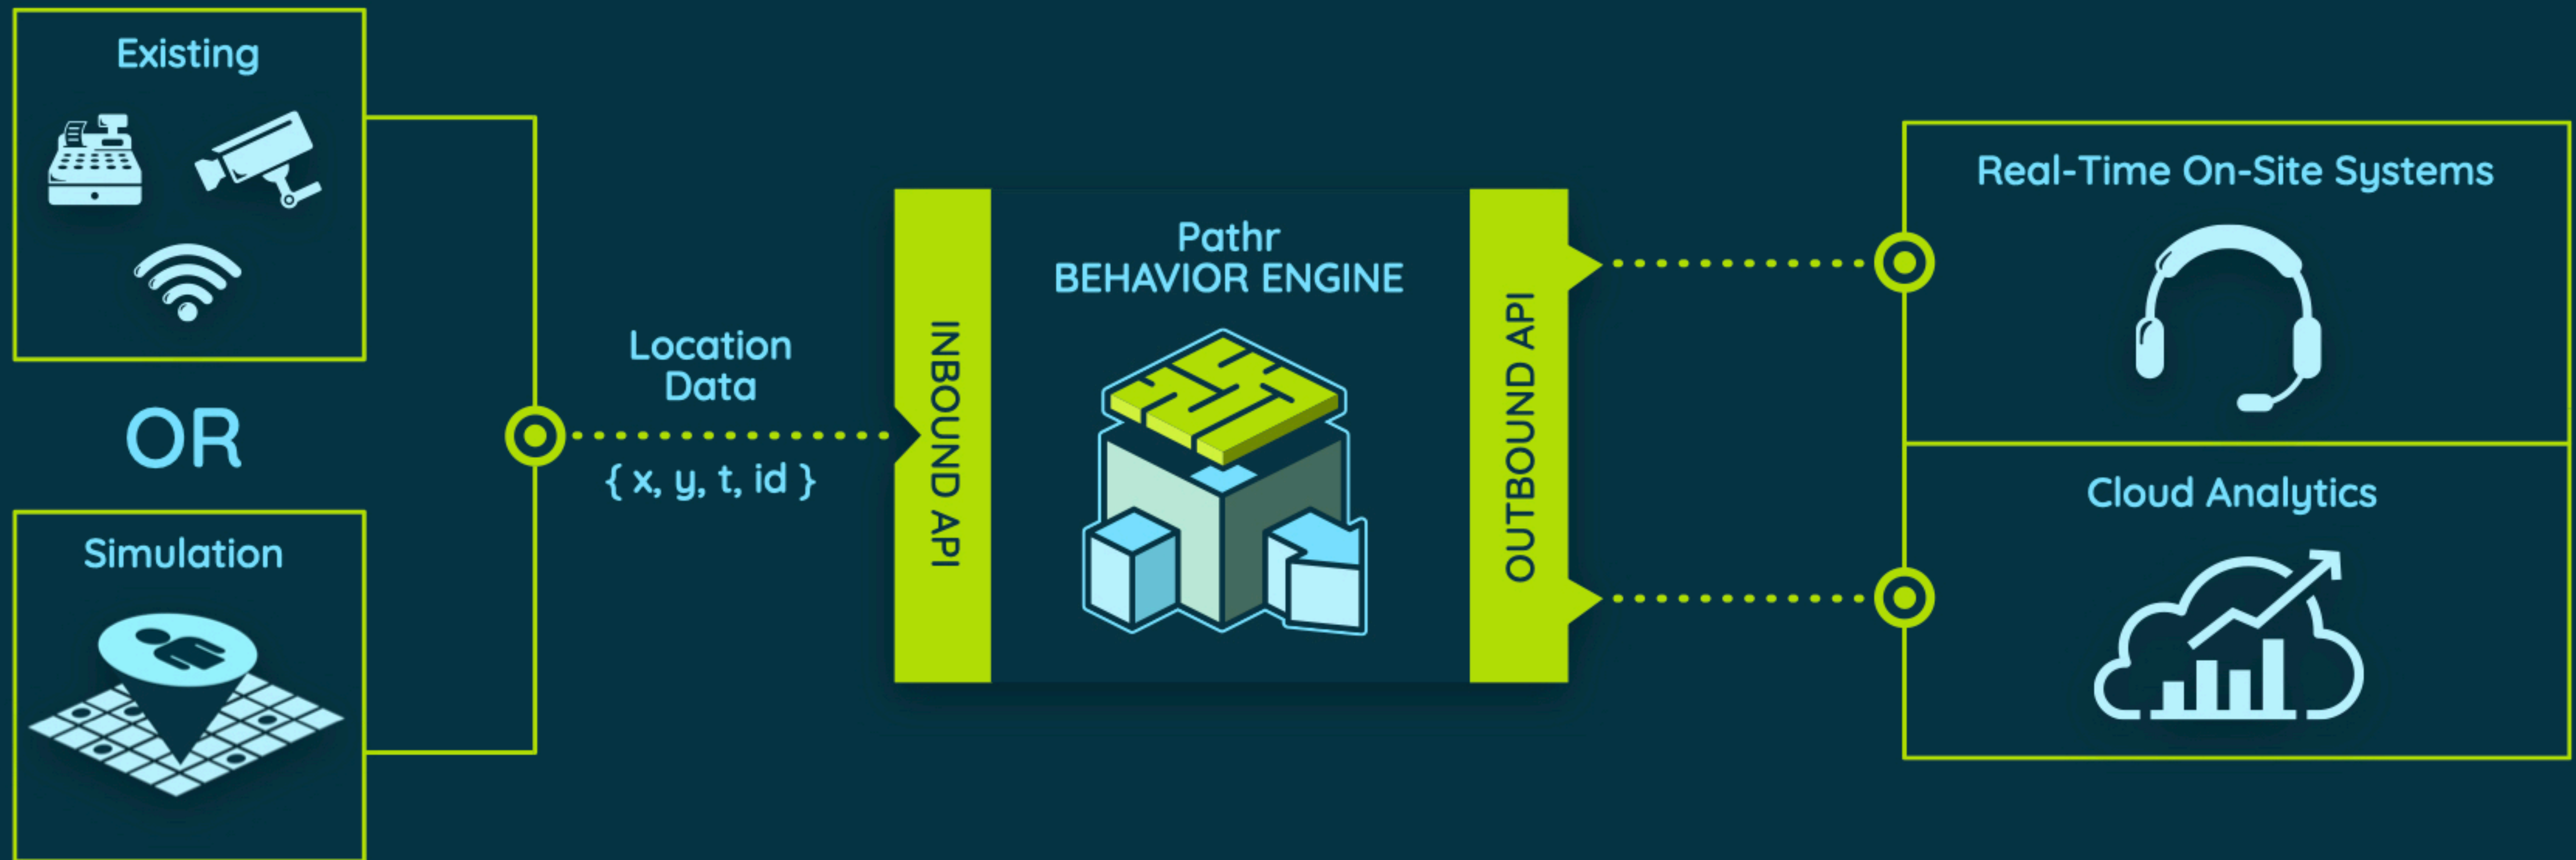 Existing
OR
Simulation
Location
Data
{ x, y, t, id }
INBOUND API
Pathr
BEHAVIOR ENGINE
OUTBOUND API
Real-Time On-Site Systems
Cloud Analytics